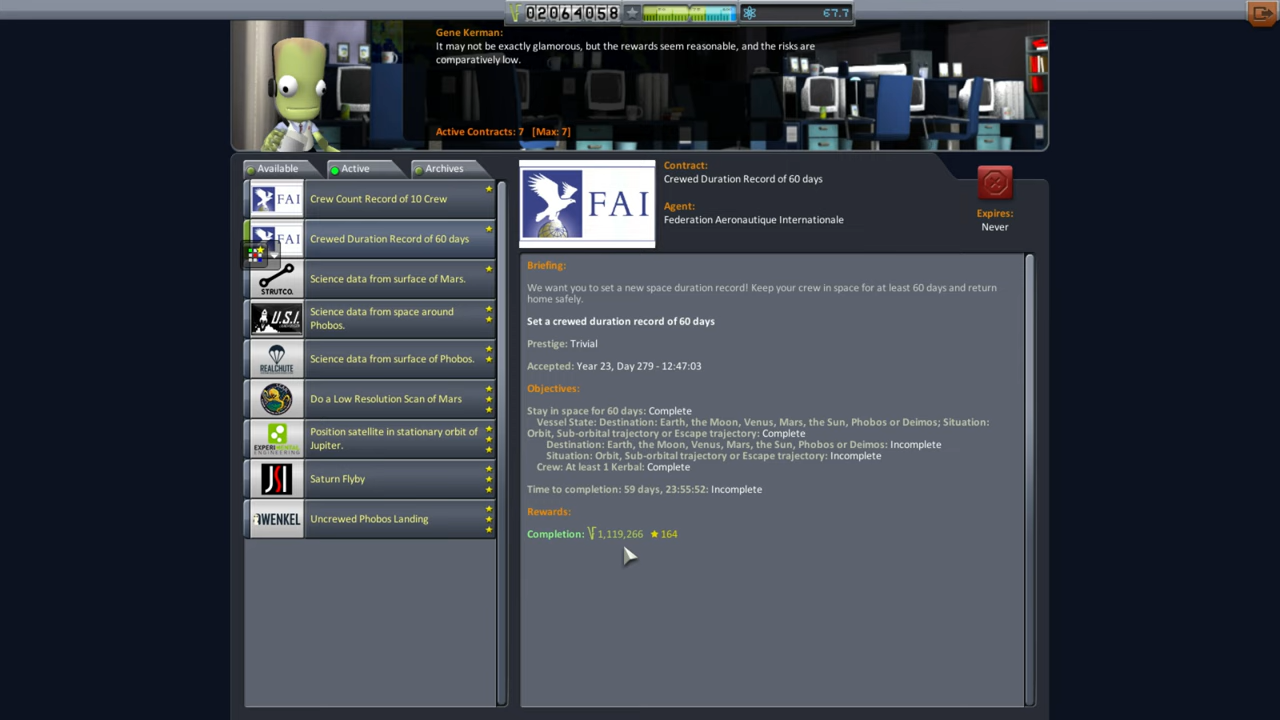 02064058
67.7
Gene Kerman:
It may not be exactly glamorous, but the rewards seem reasonable, and the risks are
comparatively low.
Active Contracts: 7 [Max: 7]
Available
Active
Archives
FAI
Crew Count Record of 10 Crew
FAI
Crewed Duration Record of 60 days
STRUTCO.
Science data from surface of Mars.
U.S.I.
Science data from space around
Phobos.
REALCHUTE
Science data from surface of Phobos.
Do a Low Resolution Scan of Mars
EXPERIMENTAL
ENGINEERING
Position satellite in stationary orbit of
Jupiter.
JSI
Saturn Flyby
WENKEL
Uncrewed Phobos Landing
FAI
Contract:
Crewed Duration Record of 60 days
Agent:
Federation Aeronautique Internationale
Expires:
Never
Briefing:
We want you to set a new space duration record! Keep your crew in space for at least 60 days and return
home safely.
Set a crewed duration record of 60 days
Prestige: Trivial
Accepted: Year 23, Day 279 - 12:47:03
Objectives:
Stay in space for 60 days: Complete
Vessel State: Destination: Earth, the Moon, Venus, Mars, the Sun, Phobos or Deimos; Situation:
Orbit, Sub-orbital trajectory or Escape trajectory: Complete
Destination: Earth, the Moon, Venus, Mars, the Sun, Phobos or Deimos: Incomplete
Situation: Orbit, Sub-orbital trajectory or Escape trajectory: Incomplete
Crew: At least 1 Kerbal: Complete
Time to completion: 59 days, 23:55:52: Incomplete
Rewards:
Completion: 1,119,266 164